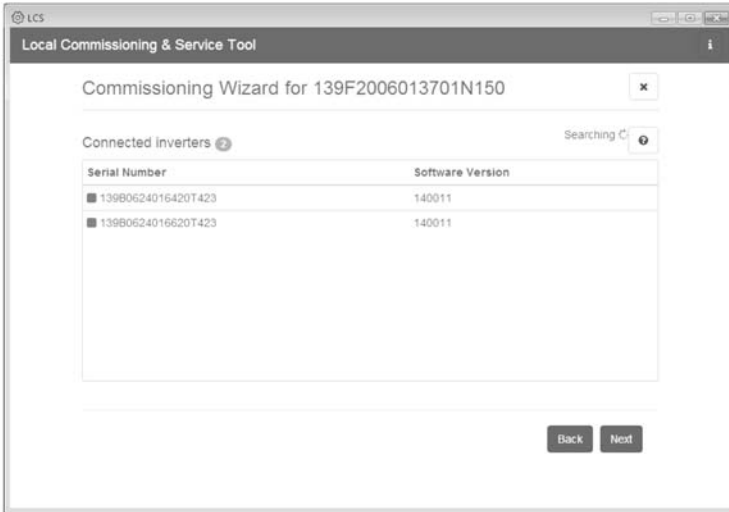 LCS
Local Commissioning & Service Tool
i
Commissioning Wizard for 139F2006013701N150
Connected inverters 2
Searching
Serial Number Software Version
139B0624016420T423 140011
139B0624016620T423 140011
Back Next